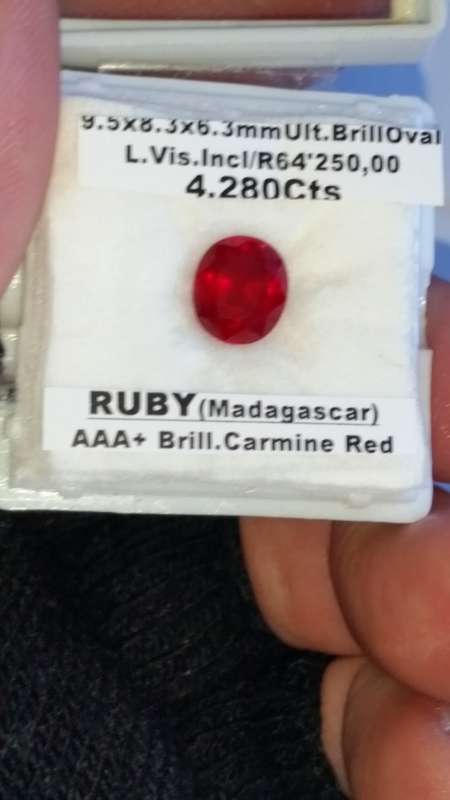 9.5x8.3x6.3mmUlt.BrillOval
L.Vis.Incl/R64'250,00
4.280Cts
RUBY(Madagascar)
AAA+ Brill.Carmine Red